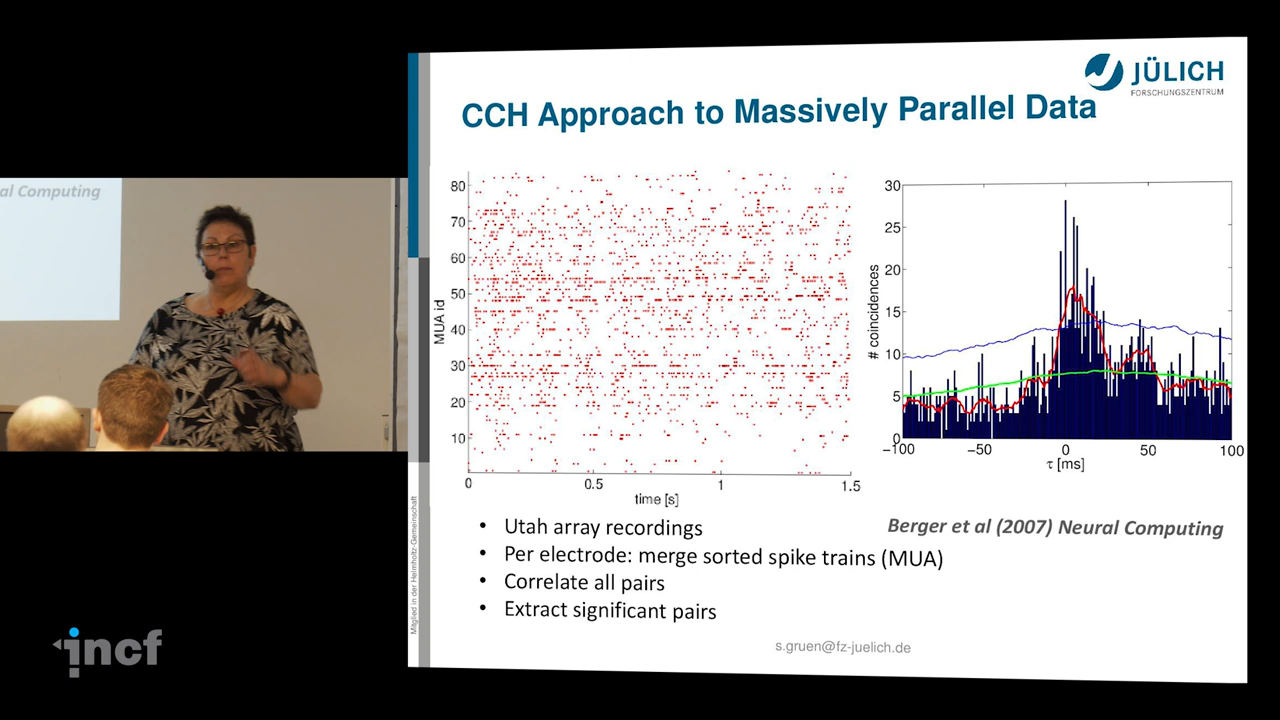 al Computing
incf
JÜLICH
FORSCHUNGSZENTRUM
CCH Approach to Massively Parallel Data
MUA id
80
70
60
50
40
30
20
10
0
0.5
1
1.5
time [s]
# coincidences
30
25
20
15
10
5
0
−100
−50
0
50
100
τ [ms]
• Utah array recordings
• Per electrode: merge sorted spike trains (MUA)
• Correlate all pairs
• Extract significant pairs
Berger et al (2007) Neural Computing
s.gruen@fz-juelich.de
Mitglied in der Helmholtz-Gemeinschaft